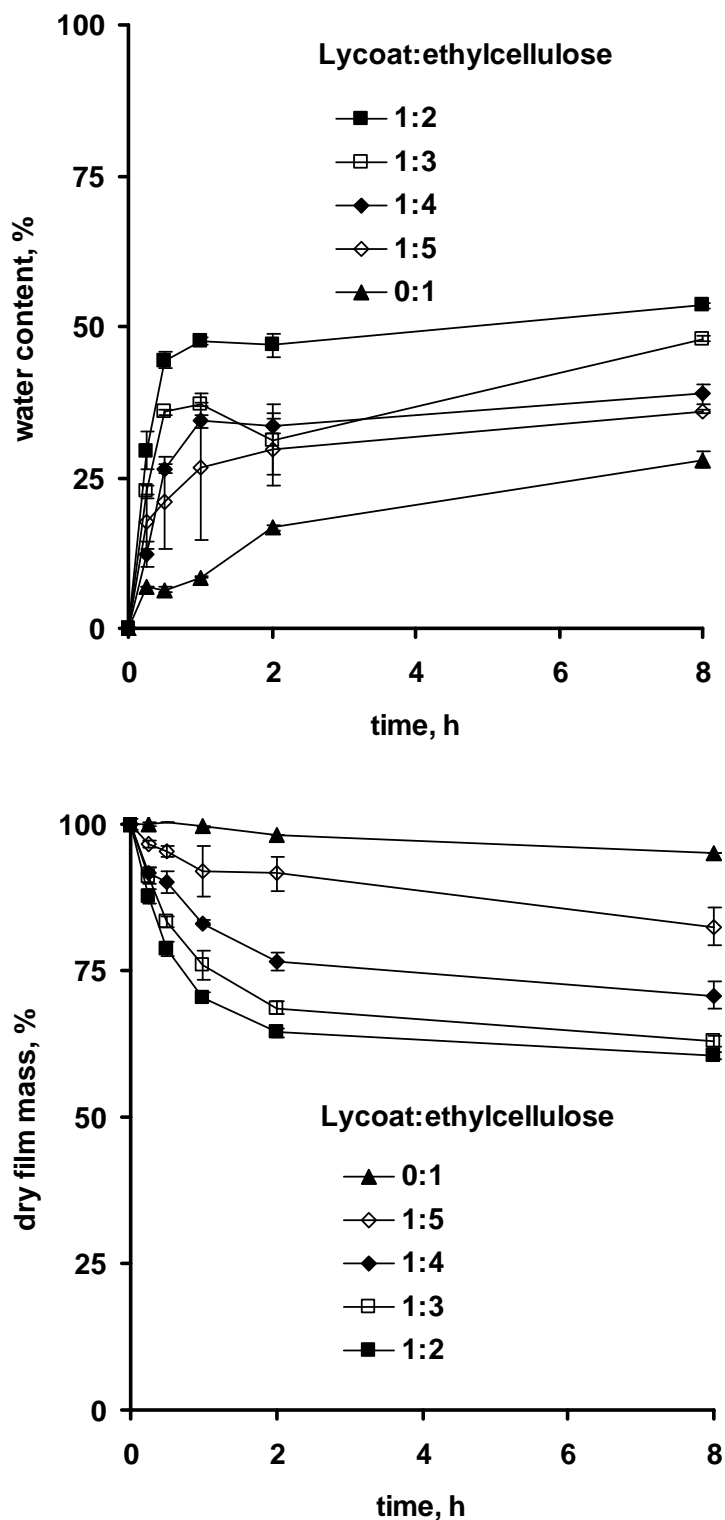 100
75
50
25
0
water content, %
Lycoat:ethylcellulose
1:2
1:3
1:4
1:5
0:1
0 2 4 6 8
time, h
100
75
50
25
0
dry film mass, %
Lycoat:ethylcellulose
0:1
1:5
1:4
1:3
1:2
0 2 4 6 8
time, h